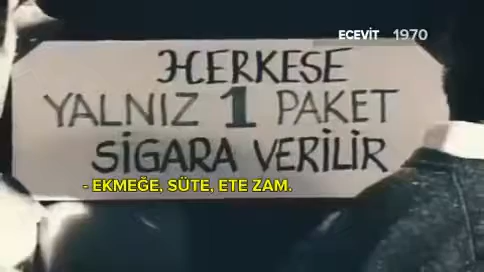 ECEVİT 1970
HERKESE
YALNIZ 1 PAKET
SİGARA VERİLİR
- EKMEĞE, SÜTE, ETE ZAM.